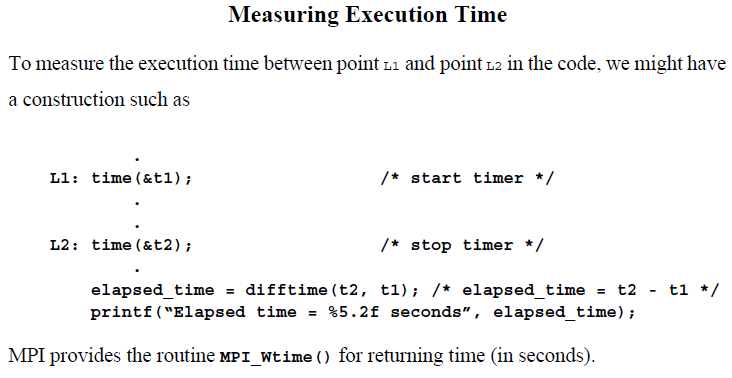 Measuring Execution Time
To measure the execution time between point L1 and point L2 in the code, we might have
a construction such as
.
L1: time(&t1); /* start timer */
.
.
L2: time(&t2); /* stop timer */
.
elapsed_time = difftime(t2, t1); /* elapsed_time = t2 - t1 */
printf(“Elapsed time = %5.2f seconds”, elapsed_time);
MPI provides the routine MPI_Wtime() for returning time (in seconds).